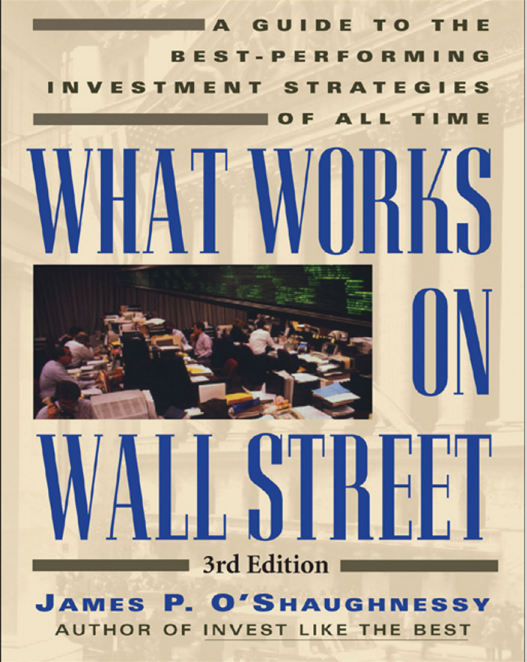 A GUIDE TO THE
BEST-PERFORMING
INVESTMENT STRATEGIES
OF ALL TIME
WHAT WORKS
ON
WALL STREET
3rd Edition
JAMES P. O'SHAUGHNESSY
AUTHOR OF INVEST LIKE THE BEST